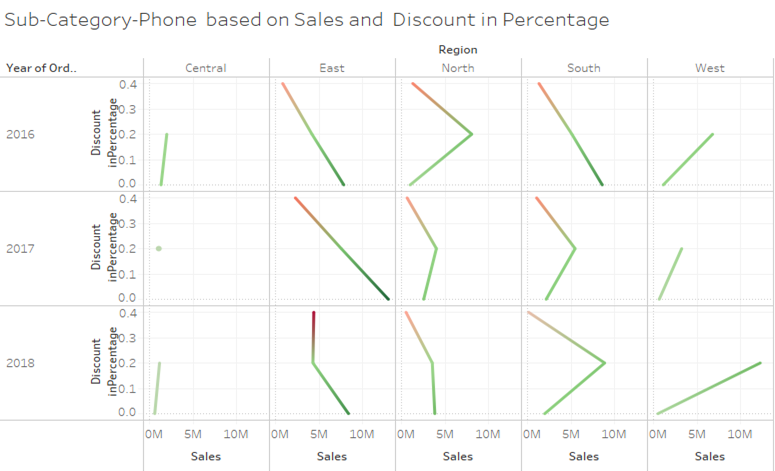 Sub-Category-Phone  based on Sales and  Discount in Percentage
Region
Year of Ord.. Central East North South West
2016
Discount
inPercentage
0.4
0.3
0.2
0.1
0.0
2017
Discount
inPercentage
0.4
0.3
0.2
0.1
0.0
2018
Discount
inPercentage
0.4
0.3
0.2
0.1
0.0
0M 5M 10M 0M 5M 10M 0M 5M 10M 0M 5M 10M 0M 5M 10M
Sales Sales Sales Sales Sales